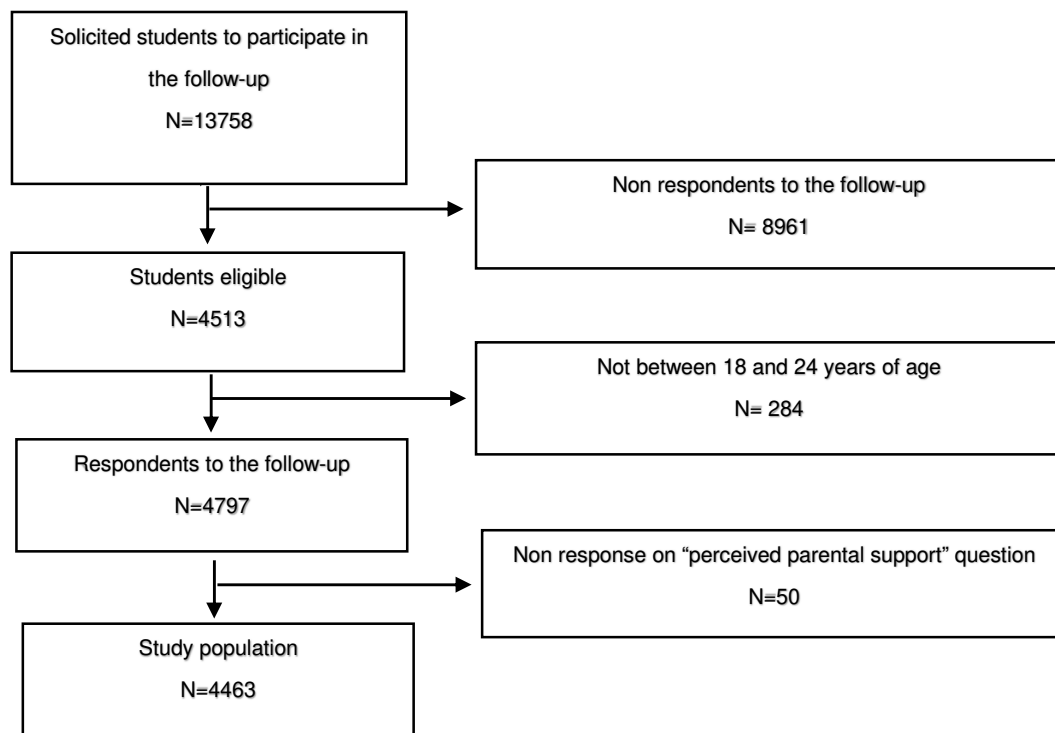 Solicited students to participate in
the follow-up
N=13758
Non respondents to the follow-up
N= 8961
Students eligible
N=4513
Not between 18 and 24 years of age
N= 284
Respondents to the follow-up
N=4797
Non response on “perceived parental support” question
N=50
Study population
N=4463